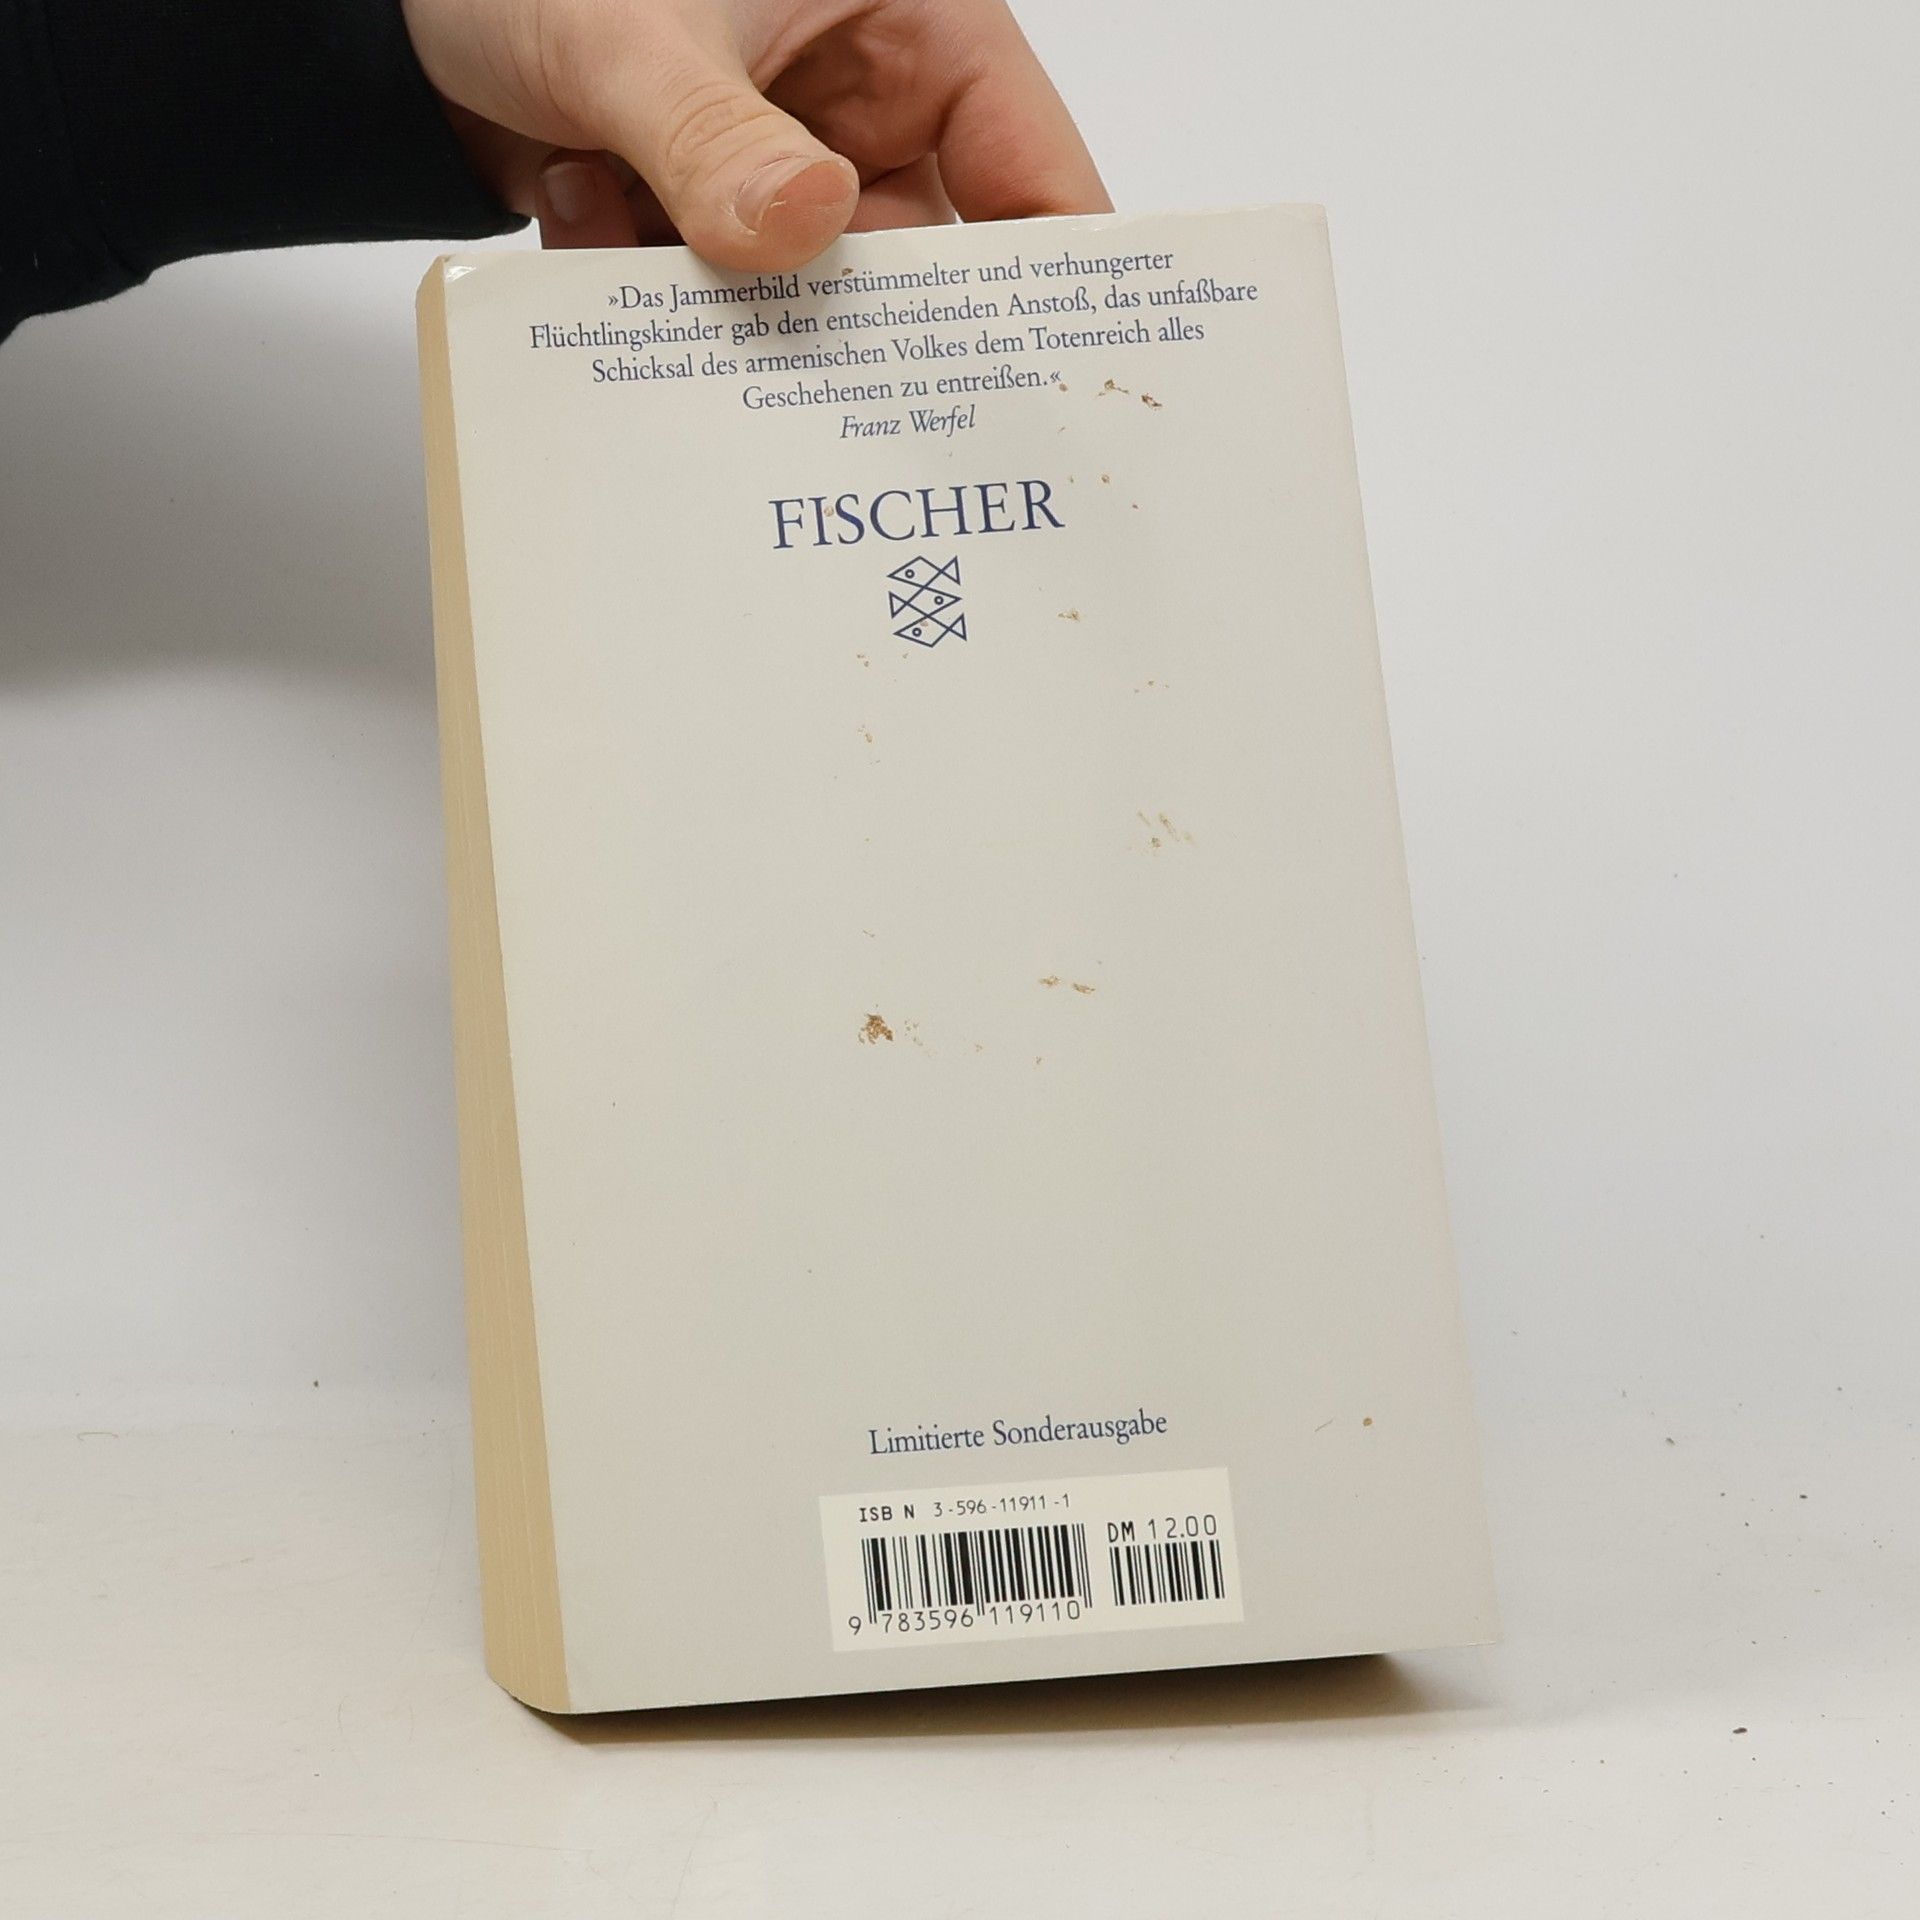 »Das Jammerbild verstümmelter und verhungerter
Flüchtlingskinder gab den entscheidenden Anstoß, das unfaßbare
Schicksal des armenischen Volkes dem Totenreich alles
Geschehenen zu entreißen.«
Franz Werfel
FISCHER
Limitierte Sonderausgabe
ISBN 3-596-11911-1
DM 12.00
9 783596 119110